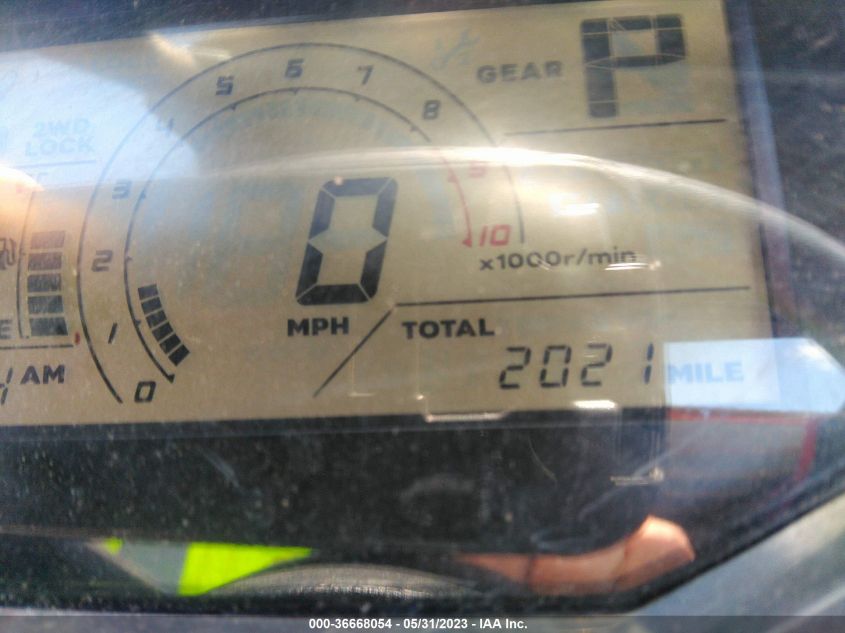 GEAR P
2WD
LOCK
0 1 2 3 4 5 6 7 8 9 10
x1000r/min
0
MPH
E
AM
TOTAL
2021 MILE
000-36668054 - 05/31/2023 - IAA Inc.